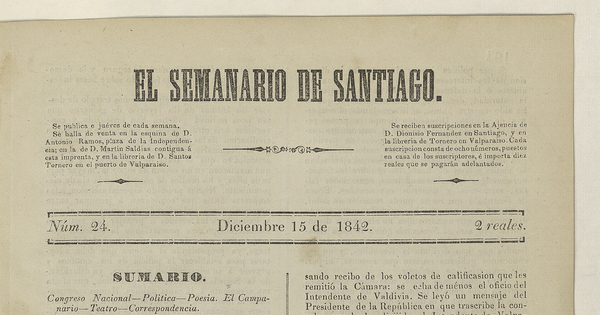 EL SEMANARIO DE SANTIAGO.
Se publica e juéves de cada semana,
Se halla de venta en la esquina de D.
Antonio Ramos, plaza de la Independen-
cia; en la de D. Martin Saldias contigua á
esta imprenta, y en la libreria de D. Santos
Tornero en el puerto de Valparaiso.
Se reciben suscripciones en la Ajencia de
D. Dionisio Fernandez en Santiago, y en
la libreria de Tornero en Valparaiso Cada
suscripcion consta de ocho números, puestos
en casa de los suscriptores, é importa diez
reales que se pagarán adelantados.
Núm. 24. Diciembre 15 de 1842. 2 reales.
SUMARIO.
Congreso Nacional—Politica—Poesia. El Campa-
nario—Teatro—Correspondencia.
sando recibo de los voletos de calificasion que les
remitió la Cámara: se echa de ménos el oficio del
Intendente de Valdivia. Se leyó un mensaje del
Presidente de la República en que trascribe la con-